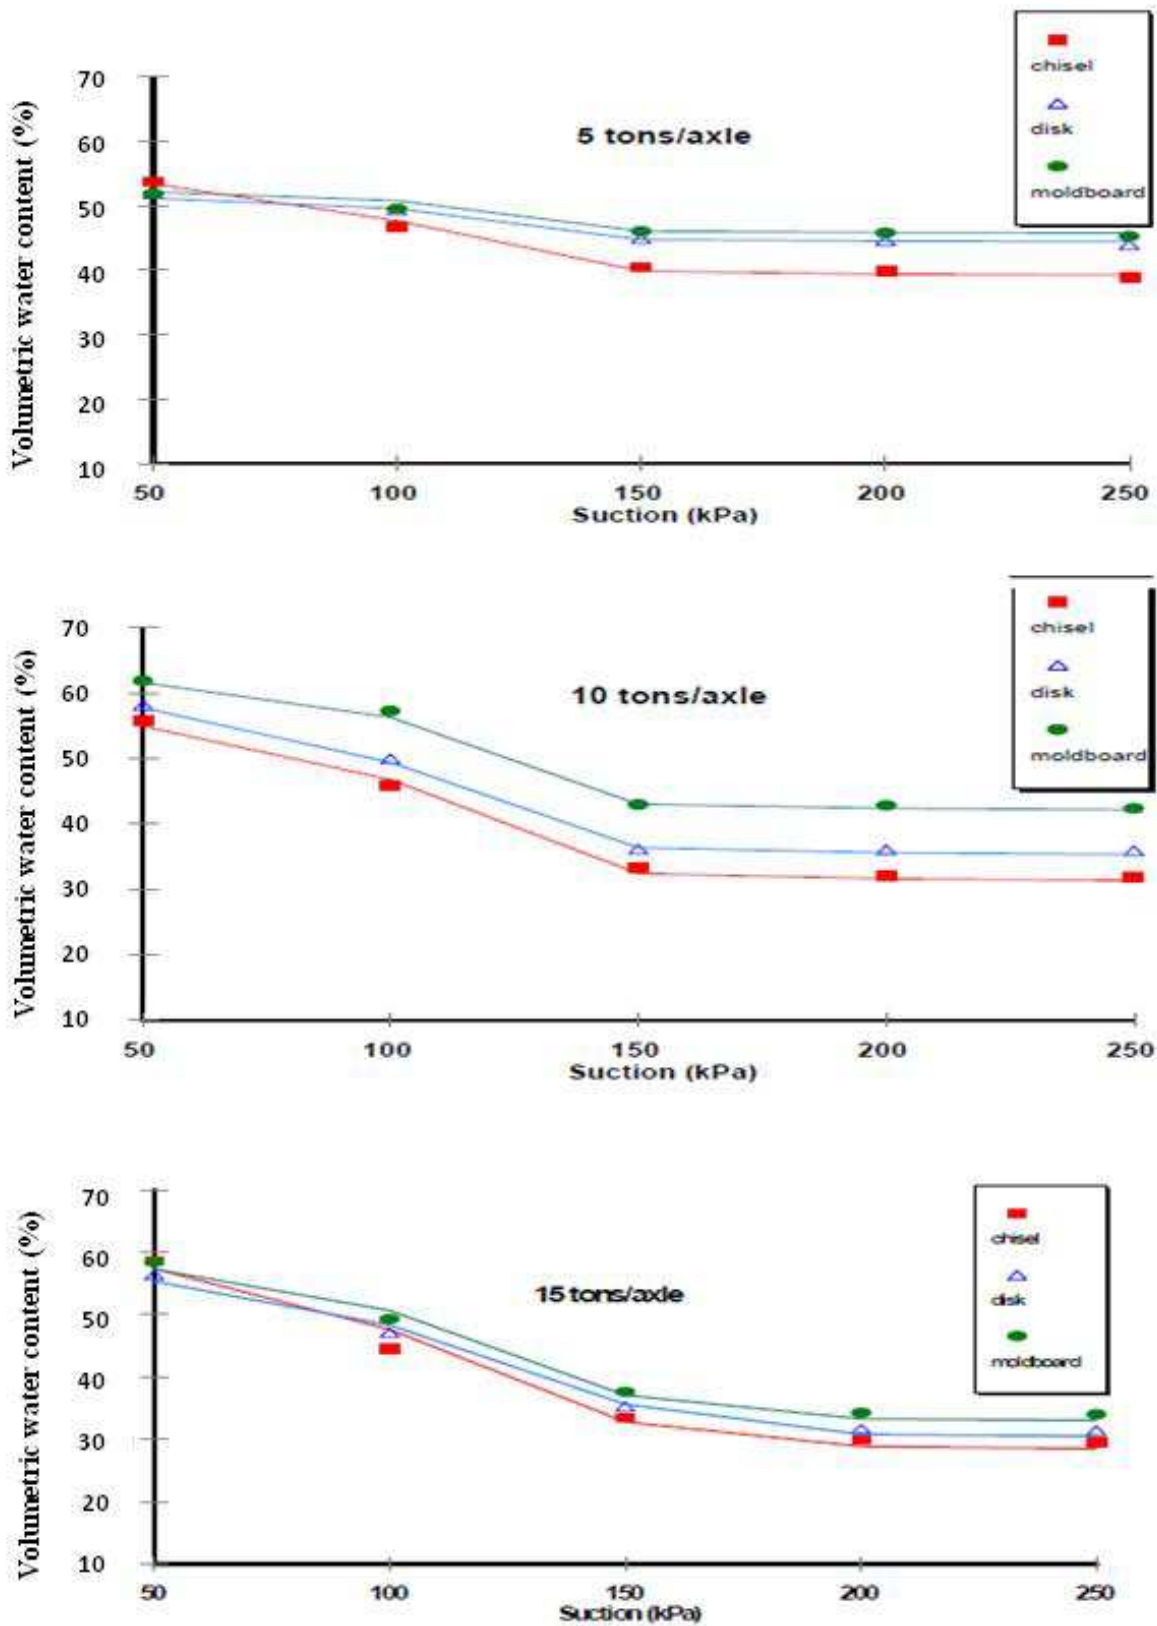 chisel
disk
moldboard
5 tons/axle
Volumetric water content (%)
70
60
50
40
30
20
10
50 100 150 200 250
Suction (kPa)
chisel
disk
moldboard
10 tons/axle
Volumetric water content (%)
70
60
50
40
30
20
10
50 100 150 200 250
Suction (kPa)
chisel
disk
moldboard
15 tons/axle
Volumetric water content (%)
70
60
50
40
30
20
10
50 100 150 200 250
Suction (kPa)